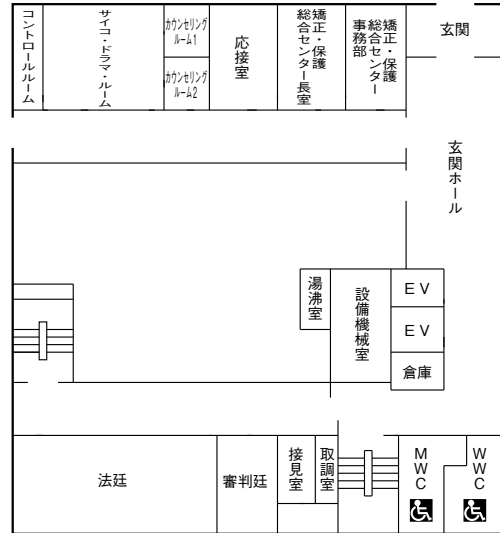 コントロールルーム
サイコ・ドラマ・ルーム
カウンセリング
ルーム1
カウンセリング
ルーム2
応接室
矯正・保護
総合センター長室
矯正・保護
総合センター
事務部
玄関
玄関ホール
湯沸室
設備機械室
EV
EV
倉庫
法廷
審判廷
接見室
取調室
MWC
WWC